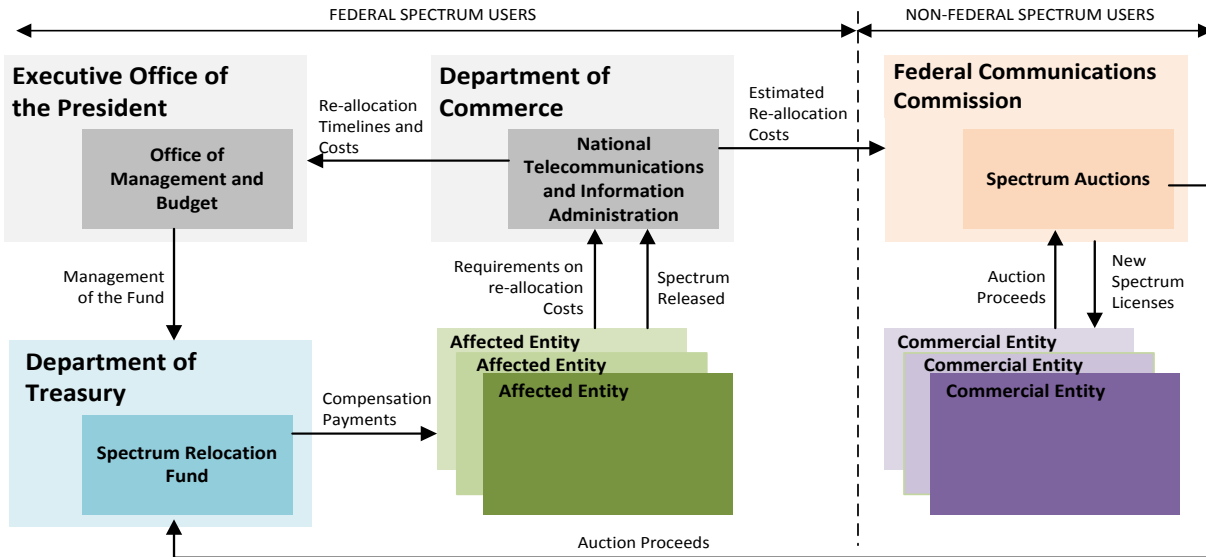 FEDERAL SPECTRUM USERS
NON-FEDERAL SPECTRUM USERS
Executive Office of
the President
Office of
Management and
Budget
Re-allocation
Timelines and
Costs
Department of
Commerce
National
Telecommunications
and Information
Administration
Estimated
Re-allocation
Costs
Federal Communications
Commission
Spectrum Auctions
Management
of the Fund
Requirements on
re-allocation
Costs
Spectrum
Released
Auction
Proceeds
New
Spectrum
Licenses
Department of
Treasury
Spectrum Relocation
Fund
Compensation
Payments
Affected Entity
Affected Entity
Affected Entity
Commercial Entity
Commercial Entity
Commercial Entity
Auction Proceeds